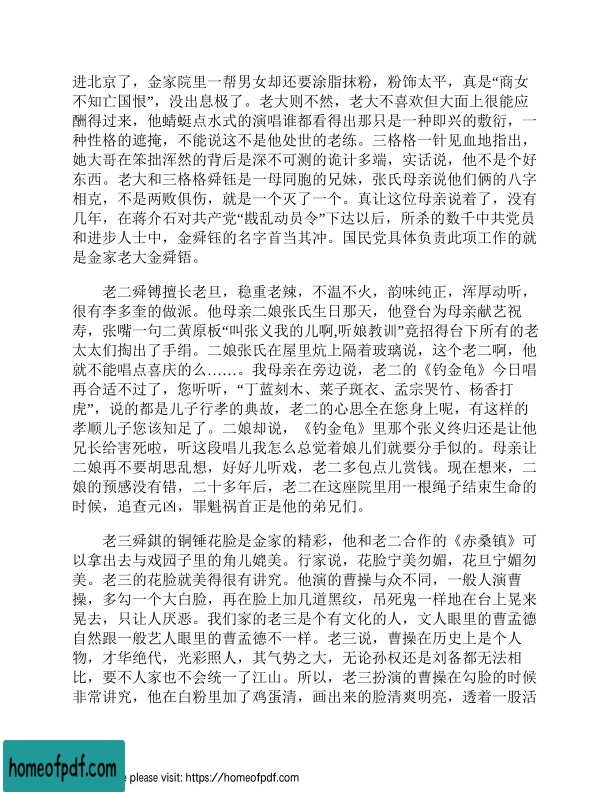 进北京了，金家院里一帮男女却还要涂脂抹粉，粉饰太平，真是“商女
不知亡国恨”，没出息极了。老大则不然，老大不喜欢但大面上很能应
酬得过来，他蜻蜓点水式的演唱谁都看得出那只是一种即兴的敷衍，一
种性格的遮掩，不能说这不是他处世的老练。三格格一针见血地指出，
她大哥在笨拙浑然的背后是深不可测的诡计多端，实话说，他不是个好
东西。老大和三格格舜钰是一母同胞的兄妹，张氏母亲说他们俩的八字
相克，不是两败俱伤，就是一个灭了一个。真让这位母亲说着了，没有
几年，在蒋介石对共产党“戡乱动员令”下达以后，所杀的数千中共党员
和进步人士中，金舜钰的名字首当其冲。国民党具体负责此项工作的就
是金家老大金舜铻。
老二舜镈擅长老旦，稳重老辣，不温不火，韵味纯正，浑厚动听，
很有李多奎的做派。他母亲二娘张氏生日那天，他登台为母亲献艺祝
寿，张嘴一句二黄原板“叫张义我的儿啊,听娘教训”竟招得台下所有的老
太太们掏出了手绢。二娘张氏在屋里炕上隔着玻璃说，这个老二啊，他
就不能唱点喜庆的么……。我母亲在旁边说，老二的《钓金龟》今日唱
再合适不过了，您听听，“丁蓝刻木、莱子斑衣、孟宗哭竹、杨香打
虎”，说的都是儿子行孝的典故，老二的心思全在您身上呢，有这样的
孝顺儿子您该知足了。二娘却说，《钓金龟》里那个张义终归还是让他
兄长给害死啦，听这段唱儿我怎么总觉着娘儿们就要分手似的。母亲让
二娘再不要胡思乱想，好好儿听戏，老二多包点儿赏钱。现在想来，二
娘的预感没有错，二十多年后，老二在这座院里用一根绳子结束生命的
时候，追查元凶，罪魁祸首正是他的弟兄们。
老三舜錤的铜锤花脸是金家的精彩，他和老二合作的《赤桑镇》可
以拿出去与戏园子里的角儿媲美。行家说，花脸宁美勿媚，花旦宁媚勿
美。老三的花脸就美得很有讲究。他演的曹操与众不同，一般人演曹
操，多勾一个大白脸，再在脸上加几道黑纹，吊死鬼一样地在台上晃来
晃去，只让人厌恶。我们家的老三是个有文化的人，文人眼里的曹孟德
自然跟一般艺人眼里的曹孟德不一样。老三说，曹操在历史上是个人
物，才华绝代，光彩照人，其气势之大，无论孙权还是刘备都无法相
比，要不人家也不会统一了江山。所以，老三扮演的曹操在勾脸的时候
非常讲究，他在白粉里加了鸡蛋清，画出来的脸清爽明亮，透着一股活
homeofpdf.com
e please visit: https://homeofpdf.com